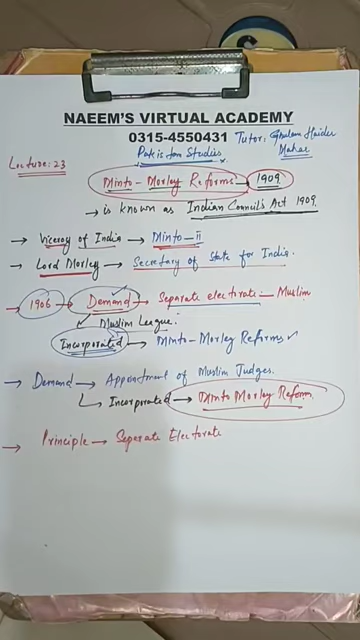 NAEEM'S VIRTUAL ACADEMY
0315-4550431 Tutor: Ghulam Haider Mahar
Pakistan Studies
Lecture: 23
Minto-Morley Reforms → 1909
→ is known as Indian Council's Act 1909.
→ Viceroy of India → Minto-II
→ Lord Morley → Secretary of State for India.
→ 1906 → Demand → Separate electorate - Muslim
Muslim League.
Incorporated → Minto-Morley Reforms ✓
→ Demand → Appointment of Muslim Judges.
↳ Incorporated → Minto Morley Reform.
→ Principle → Seperate Electorate